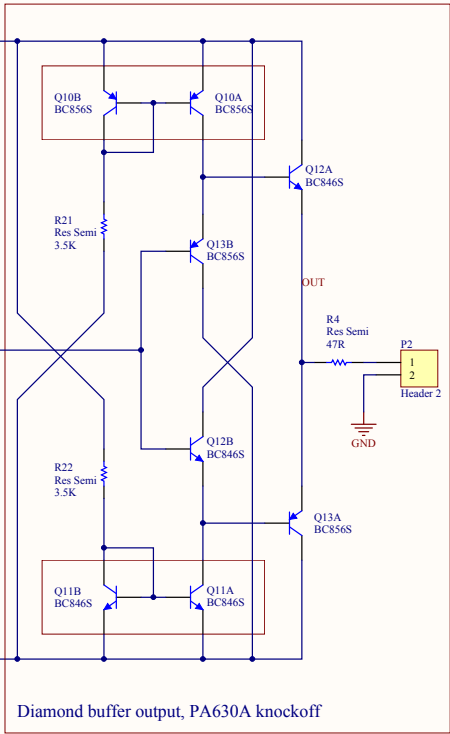 Q10B
BC856S
Q10A
BC856S
Q12A
BC846S
R21
Res Semi
3.5K
Q13B
BC856S
OUT
R4
Res Semi
47R
P2
1
2
Header 2
GND
Q12B
BC846S
R22
Res Semi
3.5K
Q13A
BC856S
Q11B
BC846S
Q11A
BC846S
Diamond buffer output, PA630A knockoff